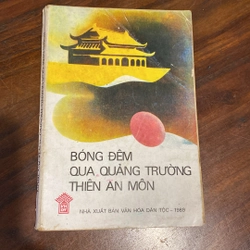 BÓNG ĐÊM
QUA QUẢNG TRƯỜNG
THIÊN AN MÔN
NHÀ XUẤT BẢN VĂN HÓA DÂN TỘC - 1989